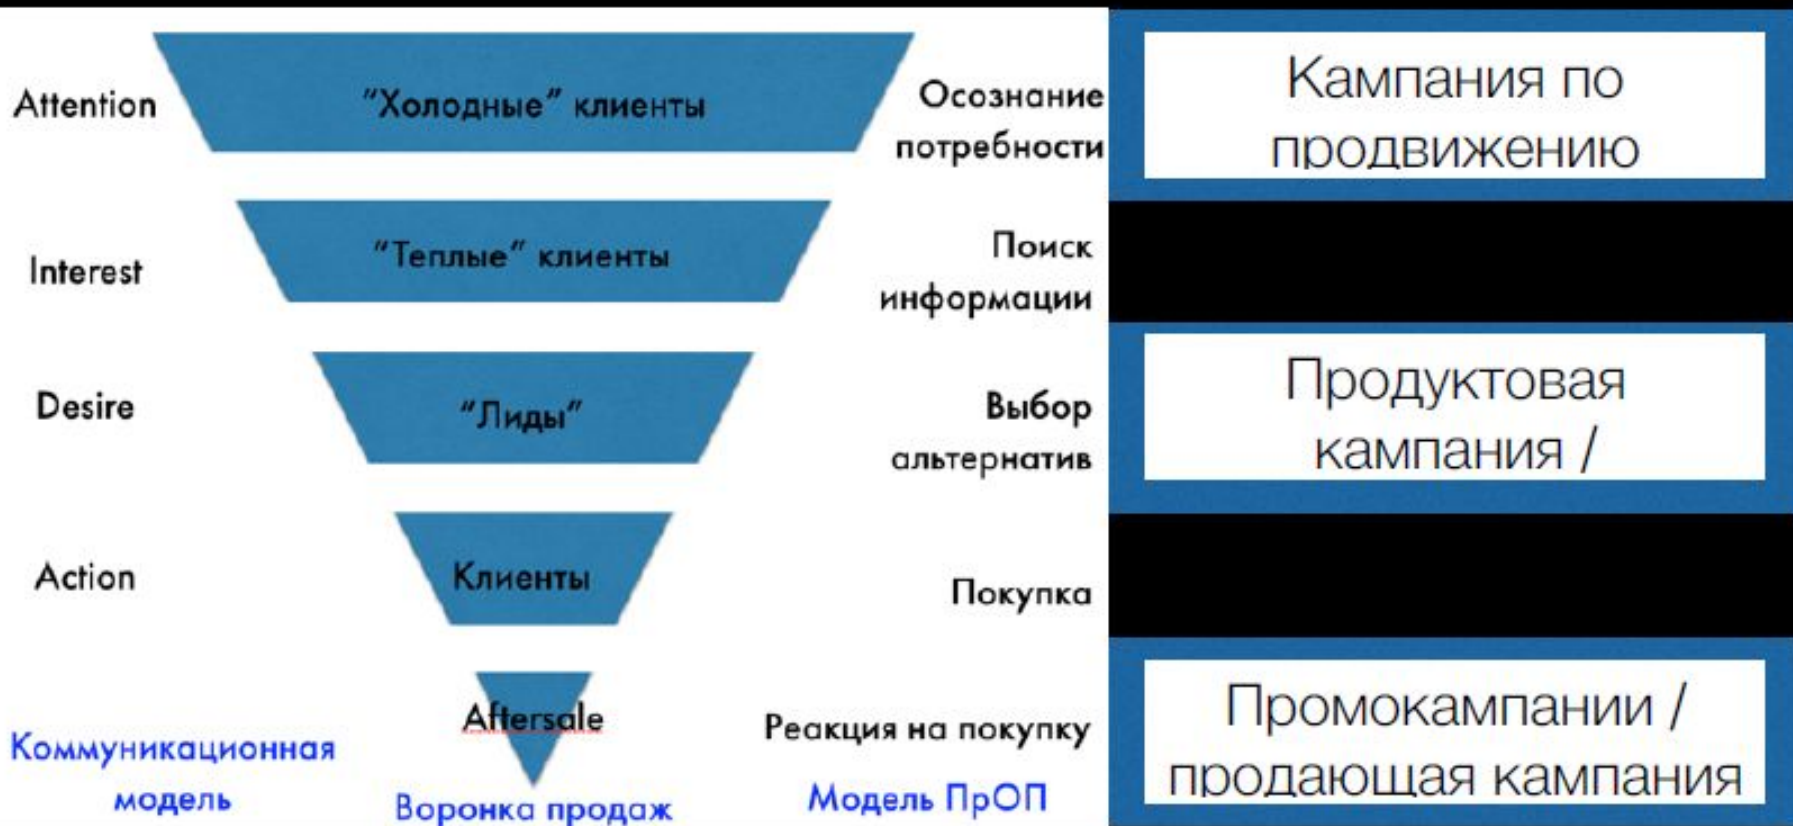 Attention
"Холодные" клиенты
Осознание
потребности
Кампания по
продвижению
Interest
"Теплые" клиенты
Поиск
информации
Desire
"Лиды"
Выбор
альтернатив
Продуктовая
кампания /
Action
Клиенты
Покупка
Aftersale
Реакция на покупку
Промокампании /
продающая кампания
Коммуникационная
модель
Воронка продаж
Модель ПрОП